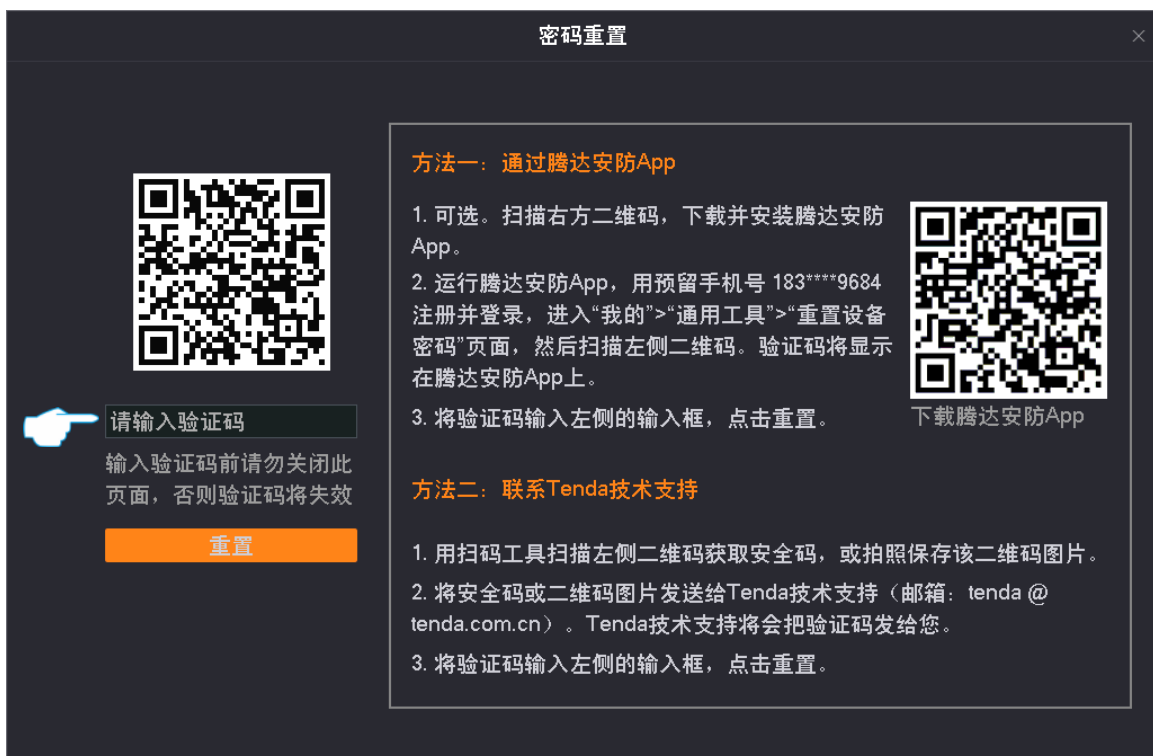 密码重置
请输入验证码
输入验证码前请勿关闭此
页面，否则验证码将失效
重置
方法一：通过腾达安防App
1. 可选。扫描右方二维码，下载并安装腾达安防
App。
2. 运行腾达安防App，用预留手机号 183****9684
注册并登录，进入“我的”>“通用工具”>“重置设备
密码”页面，然后扫描左侧二维码。验证码将显示
在腾达安防App上。
3. 将验证码输入左侧的输入框，点击重置。
下载腾达安防App
方法二：联系Tenda技术支持
1. 用扫码工具扫描左侧二维码获取安全码，或拍照保存该二维码图片。
2. 将安全码或二维码图片发送给Tenda技术支持（邮箱：tenda @
tenda.com.cn）。Tenda技术支持将会把验证码发给您。
3. 将验证码输入左侧的输入框，点击重置。